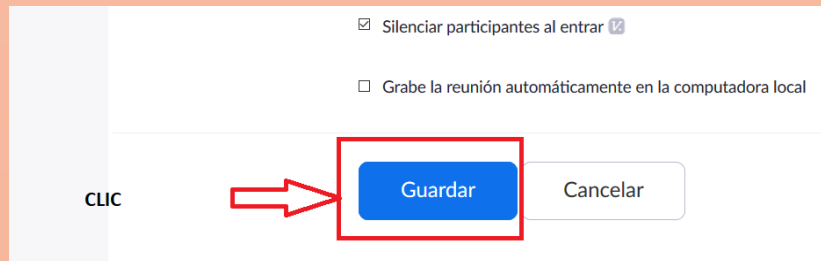 Silenciar participantes al entrar
Grabe la reunión automáticamente en la computadora local
CLIC
Guardar
Cancelar